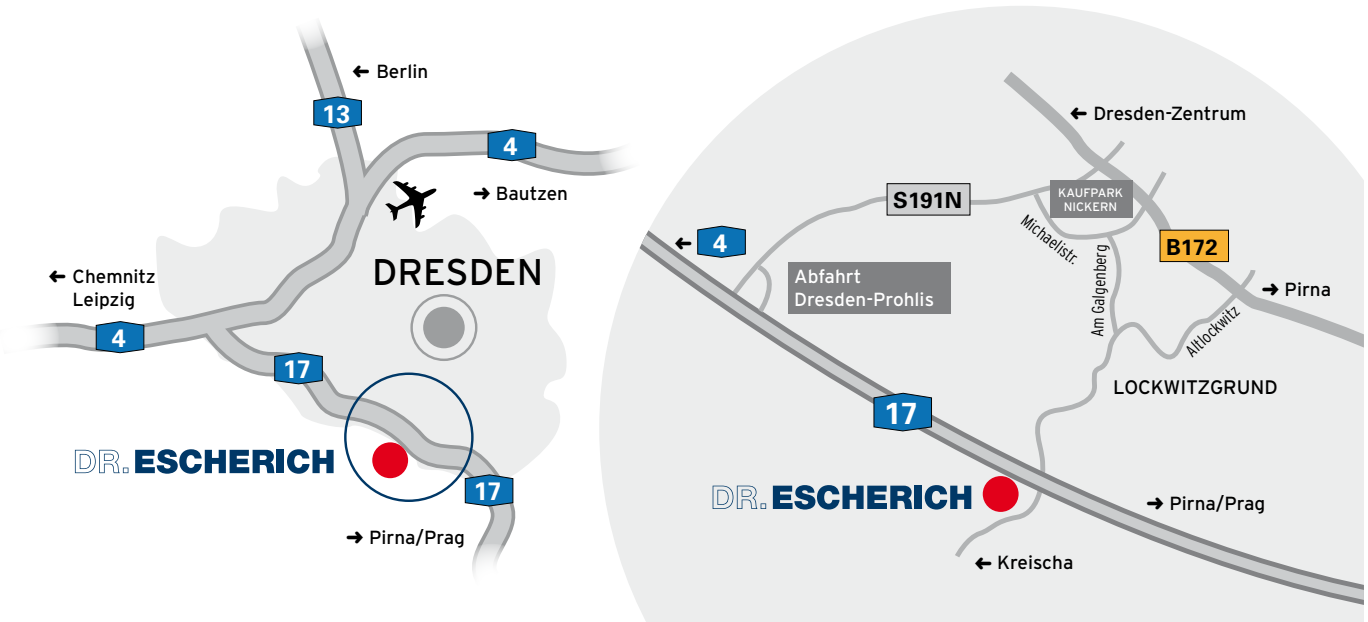 ← Berlin
13
4
→ Bautzen
← Chemnitz
Leipzig
DRESDEN
4
17
DR. ESCHERICH
17
→ Pirna/Prag
← Dresden-Zentrum
S191N
KAUFPARK
NICKERN
Michaelistr.
B172
← 4
Abfahrt
Dresden-Prohlis
Am Galgenberg
→ Pirna
Altlockwitz
LOCKWITZGRUND
17
DR. ESCHERICH
→ Pirna/Prag
← Kreischa